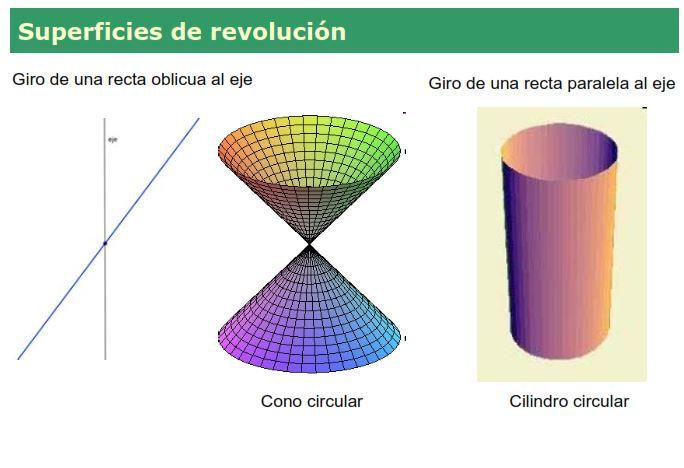 Superficies de revolución
Giro de una recta oblicua al eje
Giro de una recta paralela al eje
eje
Cono circular
Cilindro circular